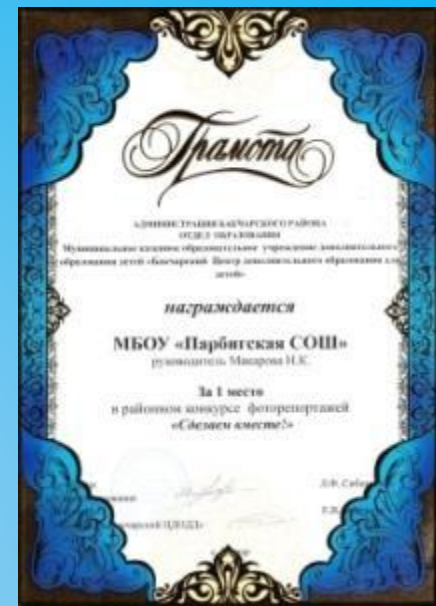 Грамота
АДМИНИСТРАЦИЯ БАКЧАРСКОГО РАЙОНА
ОТДЕЛ ОБРАЗОВАНИЯ
Муниципальное казенное образовательное учреждение дополнительного
образования детей «Бакчарский Центр дополнительного образования для
детей»
награждается
МБОУ «Парбигская СОШ»
руководитель Макарова Н.К.
За 1 место
в районном конкурсе фоторепортажей
«Сделаем вместе!»